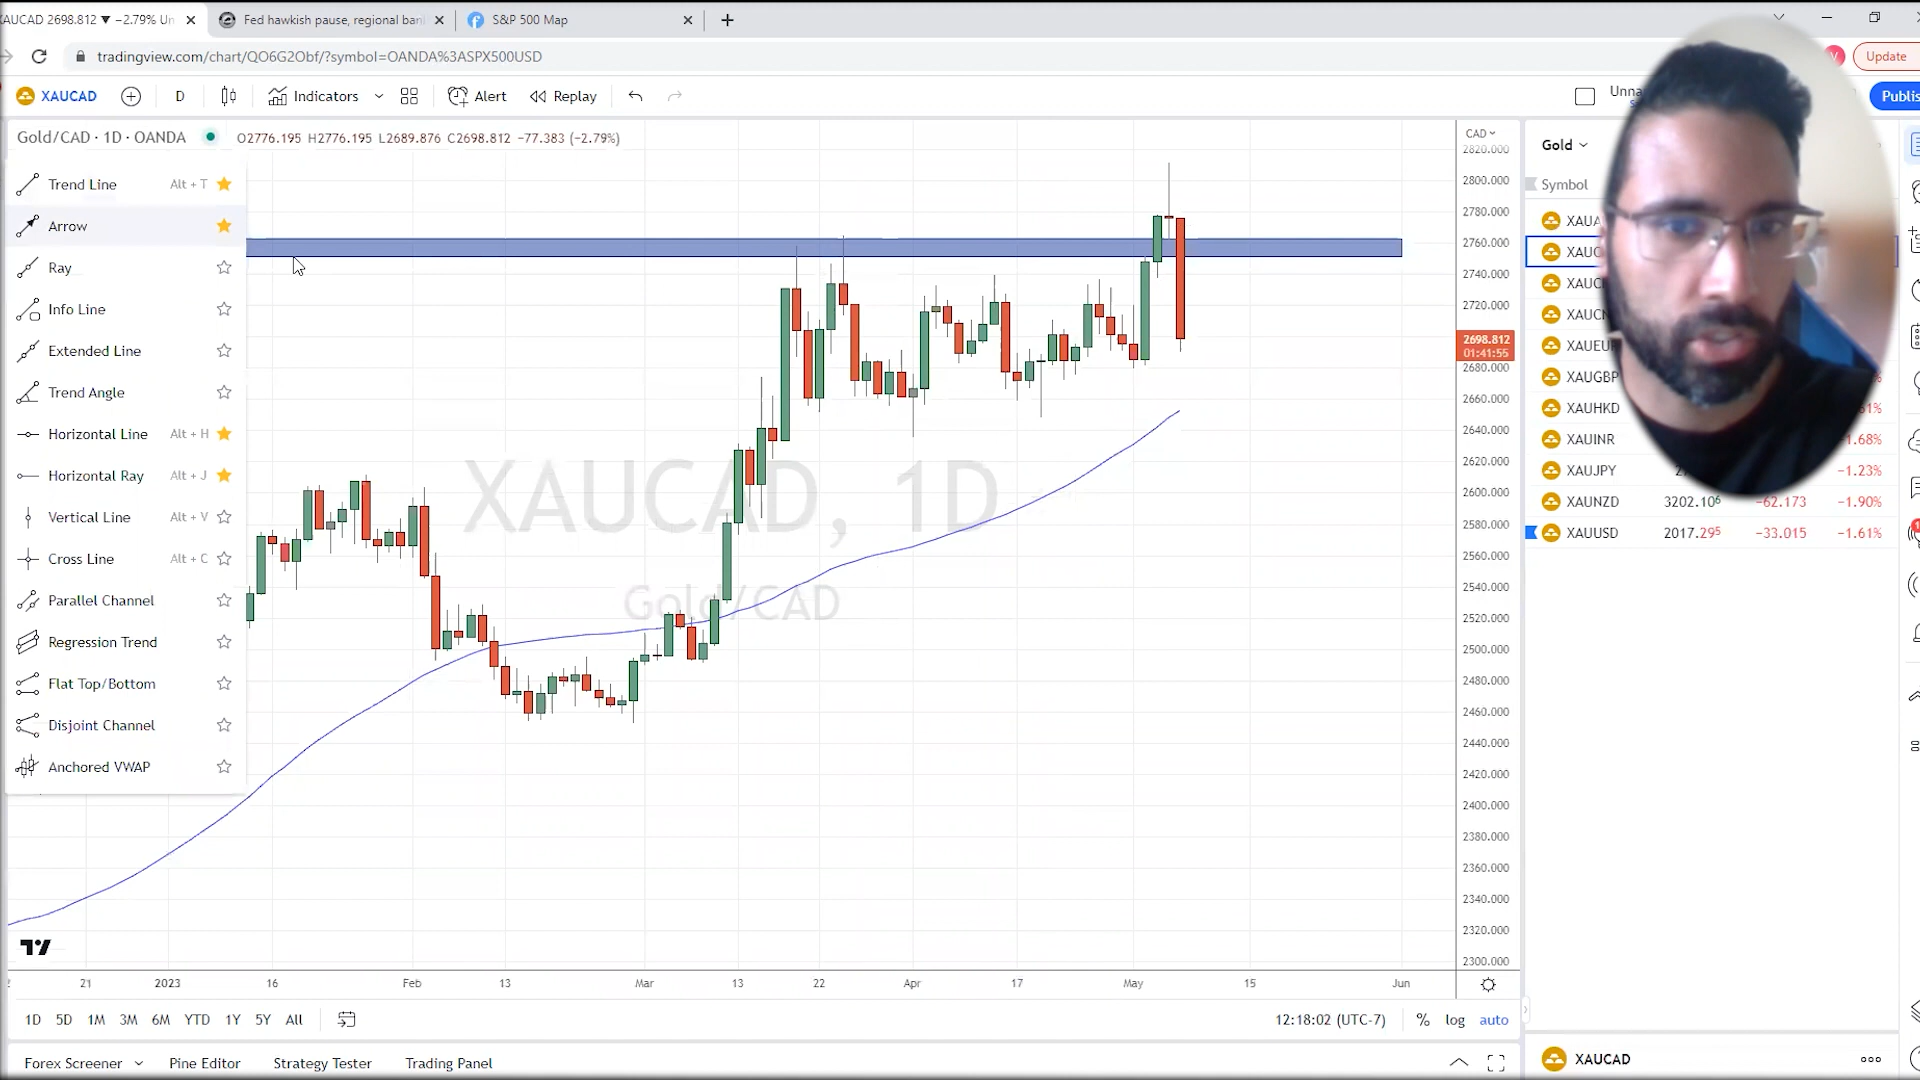 XAUCAD 2698.812 ▼ −2.79% Un
Fed hawkish pause, regional ban
S&P 500 Map
tradingview.com/chart/QO6G2Obf/?symbol=OANDA%3ASPX500USD
Update
XAUCAD
D
Indicators
Alert
Replay
Unna
Publis
Gold/CAD · 1D · OANDA
O2776.195 H2776.195 L2689.876 C2698.812 −77.383 (−2.79%)
Trend Line Alt + T
Arrow
Ray
Info Line
Extended Line
Trend Angle
Horizontal Line Alt + H
Horizontal Ray Alt + J
Vertical Line Alt + V
Cross Line Alt + C
Parallel Channel
Regression Trend
Flat Top/Bottom
Disjoint Channel
Anchored VWAP
XAUCAD, 1D
Gold/CAD
CAD
2820.000
2800.000
2780.000
2760.000
2740.000
2720.000
2698.812
01:41:55
2680.000
2660.000
2640.000
2620.000
2600.000
2580.000
2560.000
2540.000
2520.000
2500.000
2480.000
2460.000
2440.000
2420.000
2400.000
2380.000
2360.000
2340.000
2320.000
2300.000
21 2023 16 Feb 13 Mar 13 22 Apr 17 May 15 Jun
Gold
Symbol
XAUA
XAUC
XAUC
XAUCN
XAUEU
XAUGBP
XAUHKD
XAUINR −1.68%
XAUJPY −1.23%
XAUNZD 3202.106 −62.173 −1.90%
XAUUSD 2017.295 −33.015 −1.61%
1D 5D 1M 3M 6M YTD 1Y 5Y All
12:18:02 (UTC-7) % log auto
Forex Screener Pine Editor Strategy Tester Trading Panel
XAUCAD